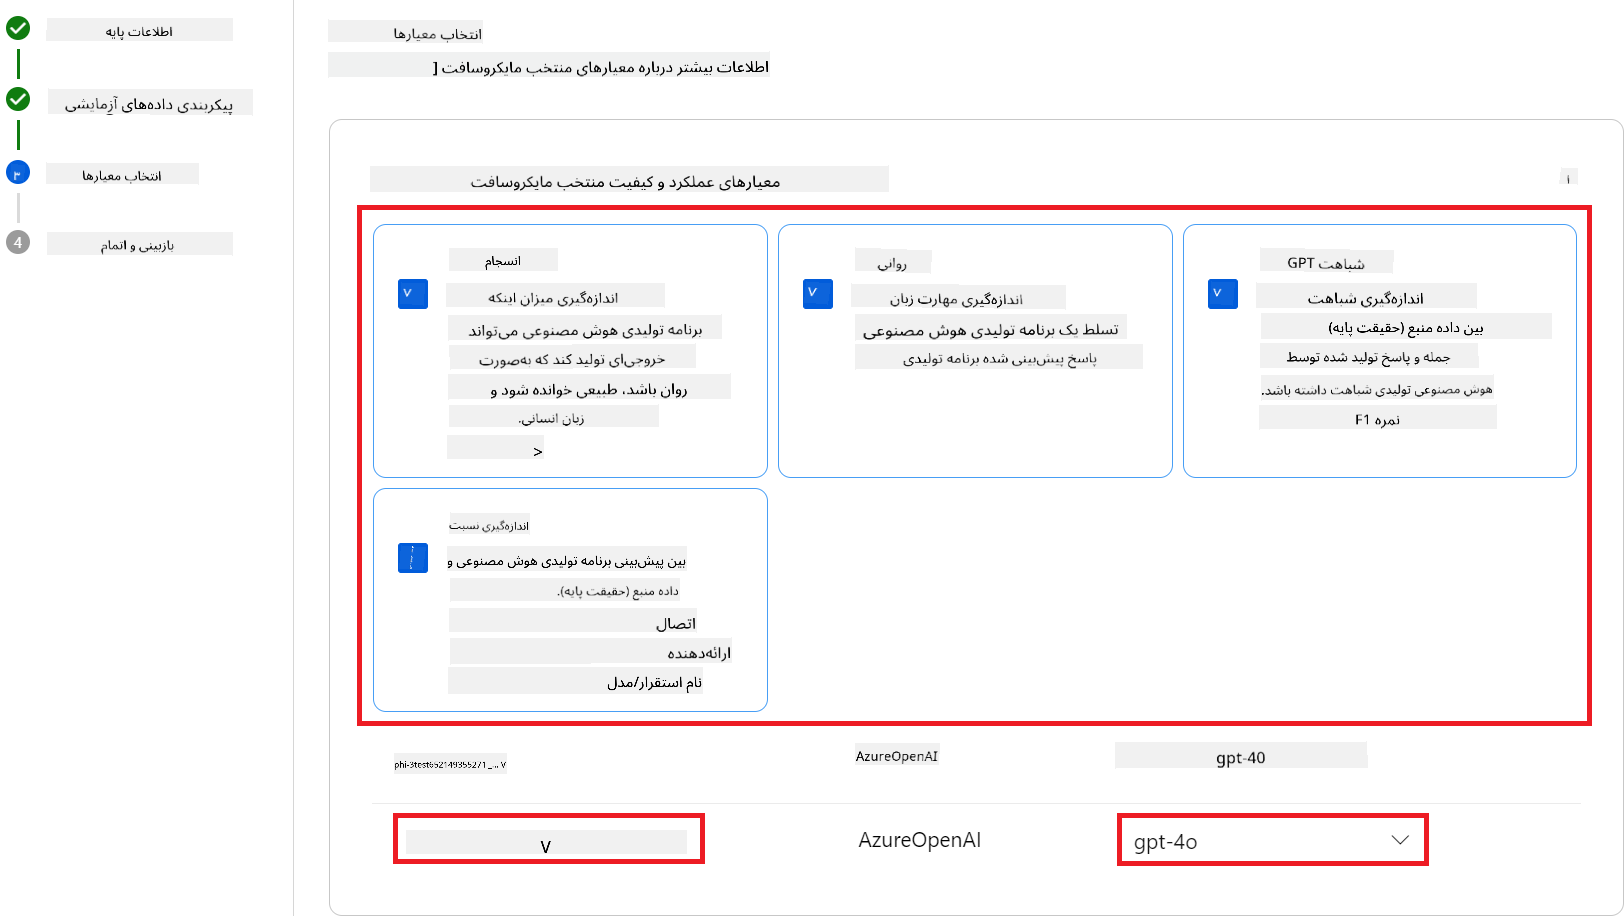 اطلاعات پایه
پیکربندی داده‌های آزمایشی
۳
انتخاب معیارها
4
بازبینی و اتمام
انتخاب معیارها
اطلاعات بیشتر درباره معیارهای منتخب مایکروسافت [
معیارهای عملکرد و کیفیت منتخب مایکروسافت
انسجام
اندازه‌گیری میزان اینکه
برنامه تولیدی هوش مصنوعی می‌تواند
خروجی‌ای تولید کند که به‌صورت
روان باشد، طبیعی خوانده شود و
زبان انسانی.
>
روانی
اندازه‌گیری مهارت زبان
تسلط یک برنامه تولیدی هوش مصنوعی
پاسخ پیش‌بینی شده برنامه تولیدی
شباهت GPT
اندازه‌گیری شباهت
بین داده منبع (حقیقت پایه)
جمله و پاسخ تولید شده توسط
هوش مصنوعی تولیدی شباهت داشته باشد.
نمره F1
اندازه‌گیری نسبت
بین پیش‌بینی برنامه تولیدی هوش مصنوعی و
داده منبع (حقیقت پایه).
اتصال
ارائه‌دهنده
نام استقرار/مدل
phi-3test652149355271_... V
AzureOpenAI
gpt-40
V
AzureOpenAI
gpt-4o